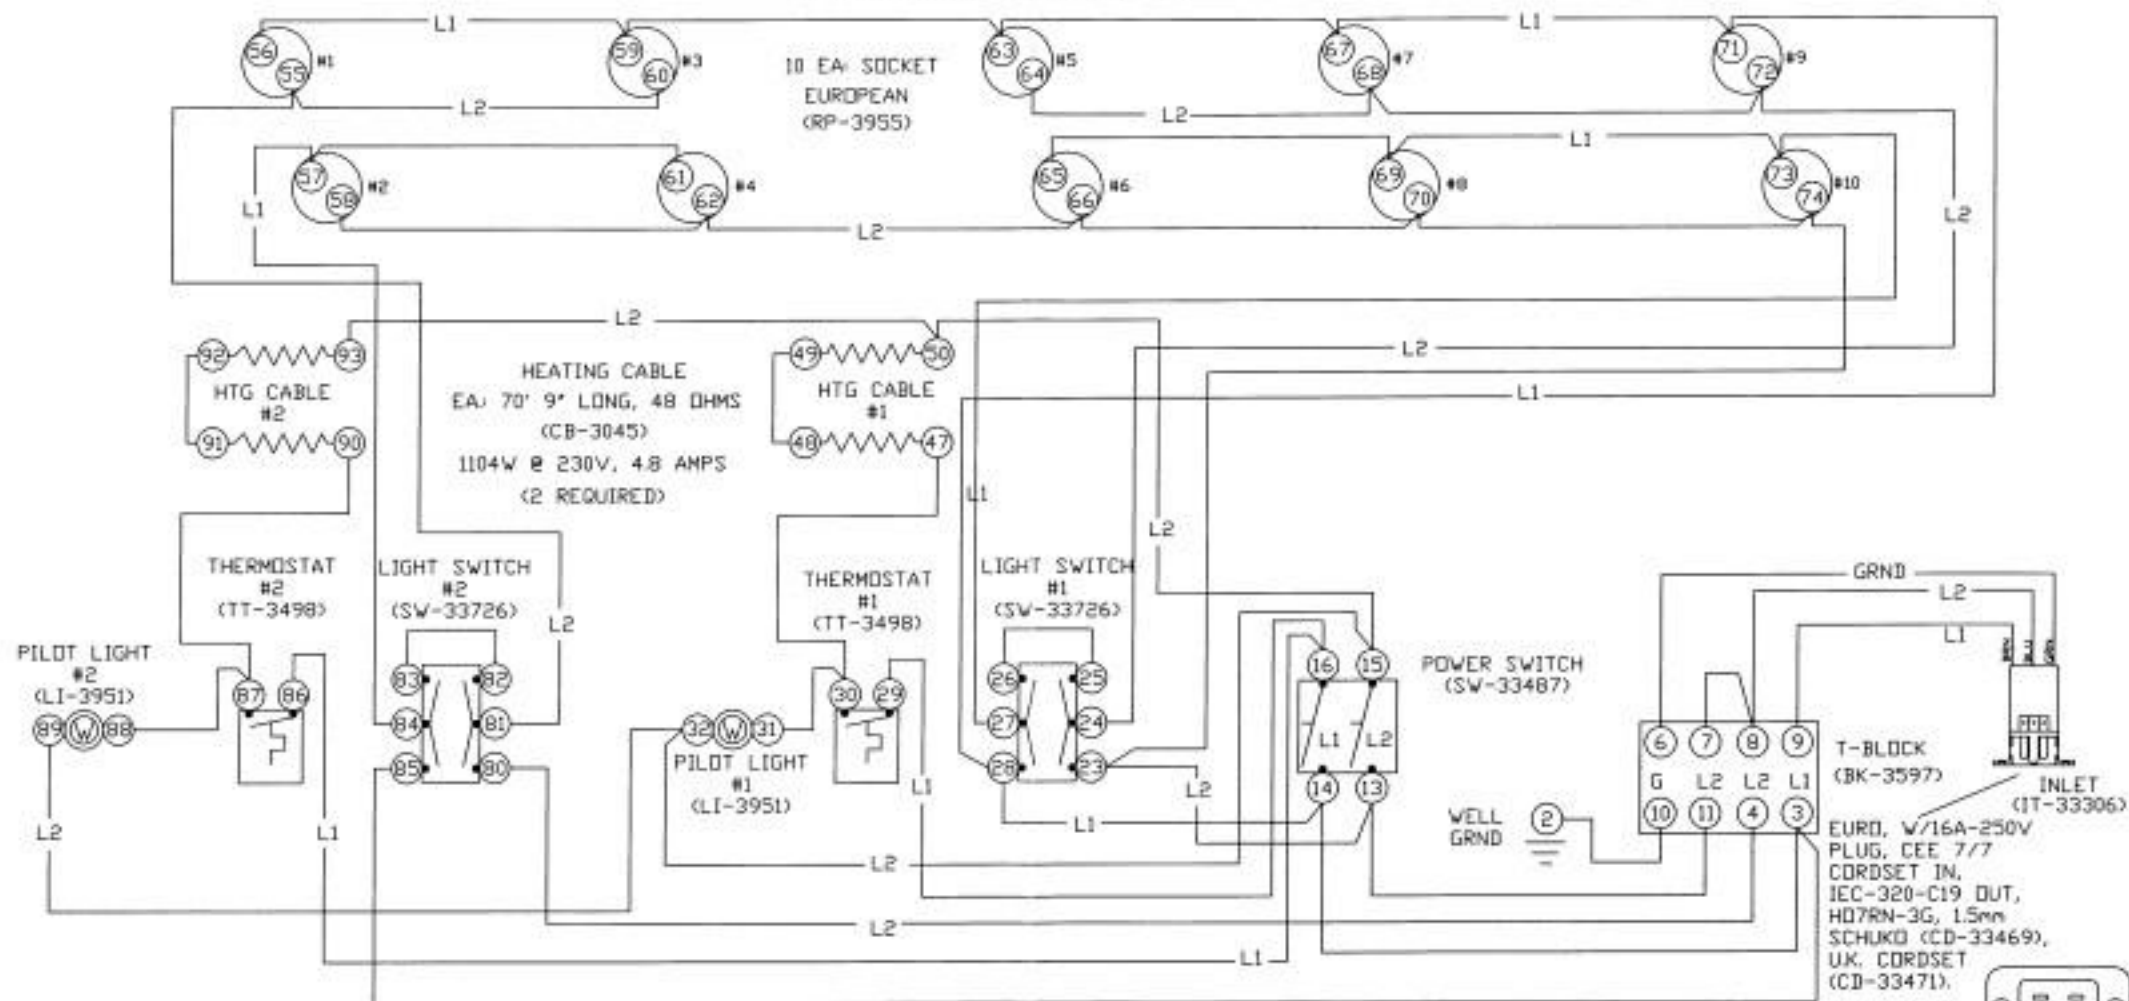 L1
L1
56
55
#1
59
60
#3
63
64
#5
67
68
#7
71
72
#9
10 EA: SOCKET
EUROPEAN
(RP-3955)
L2
L2
L1
57
58
#2
61
62
#4
65
66
#6
69
70
#8
73
74
#10
L1
L2
L2
L2
92
93
49
50
L2
HTG CABLE
#2
HEATING CABLE
EA: 70' 9" LONG, 48 OHMS
(CB-3045)
1104W @ 230V, 4.8 AMPS
(2 REQUIRED)
HTG CABLE
#1
L1
91
90
48
47
L1
L2
THERMOSTAT
#2
(TT-3498)
LIGHT SWITCH
#2
(SW-33726)
L2
THERMOSTAT
#1
(TT-3498)
LIGHT SWITCH
#1
(SW-33726)
GRND
L2
L1
BRN
BLU
GRN
PILOT LIGHT
#2
(LI-3951)
89
W
88
87
86
83
82
84
81
85
80
32
W
31
PILOT LIGHT
#1
(LI-3951)
30
29
26
25
27
24
28
23
16
15
L1
L2
14
13
POWER SWITCH
(SW-33487)
6
7
8
9
G
L2
L2
L1
10
11
4
3
T-BLOCK
(BK-3597)
INLET
(IT-33306)
L2
L1
L1
L2
L1
L2
L2
L1
WELL
GRND
2
EURO, W/16A-250V
PLUG, CEE 7/7
CORDSET IN,
IEC-320-C19 OUT,
H07RN-3G, 1.5mm
SCHUKO (CD-33469),
U.K. CORDSET
(CD-33471).